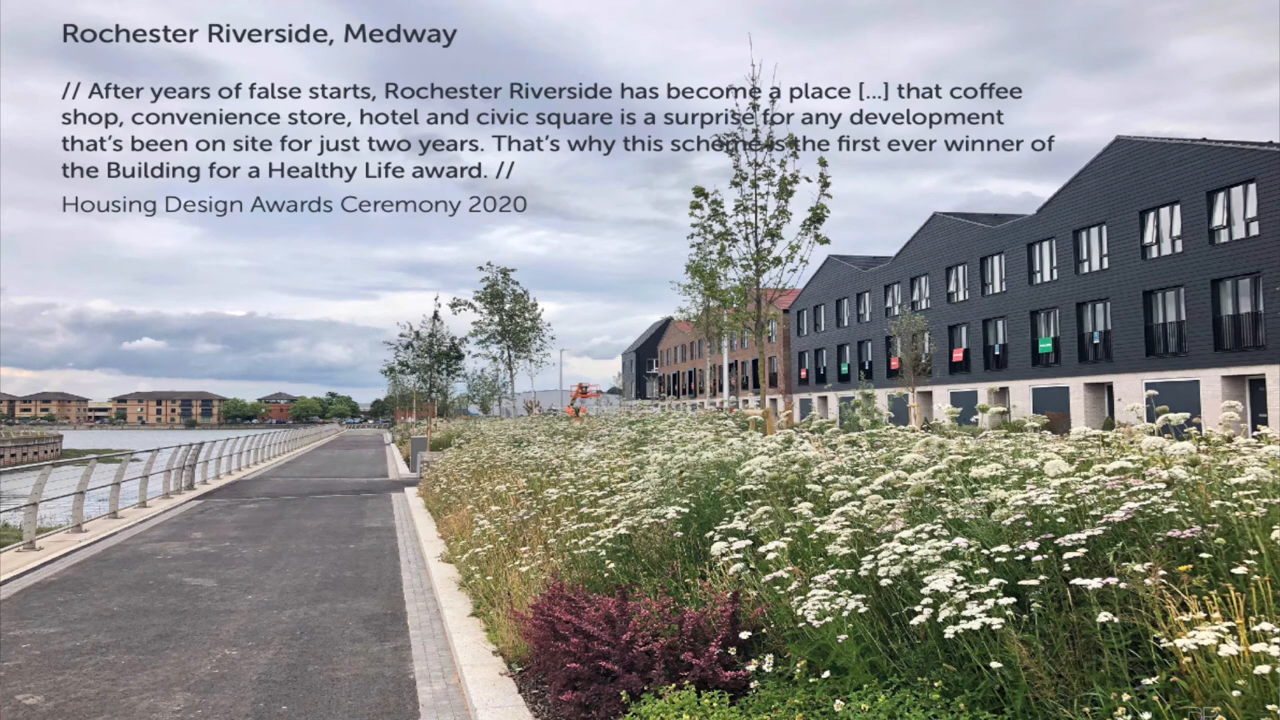 Rochester Riverside, Medway
// After years of false starts, Rochester Riverside has become a place [...] that coffee
shop, convenience store, hotel and civic square is a surprise for any development
that's been on site for just two years. That's why this scheme is the first ever winner of
the Building for a Healthy Life award. //
Housing Design Awards Ceremony 2020